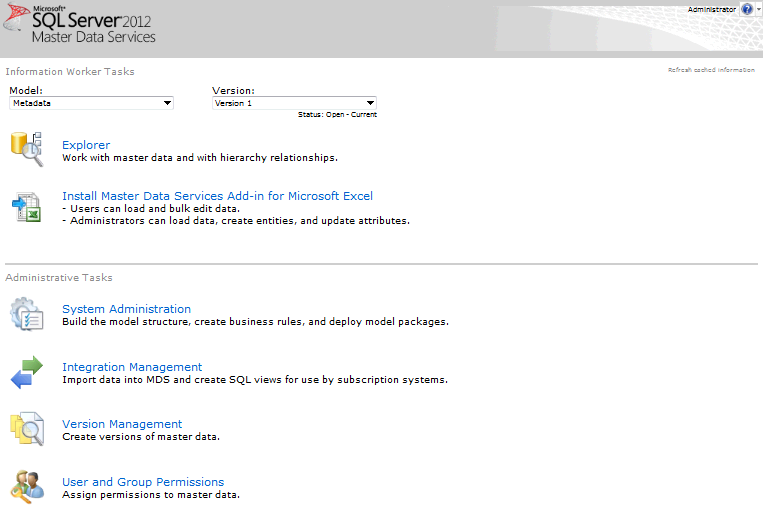 Microsoft®
SQL Server 2012
Master Data Services
Administrator
Information Worker Tasks
Refresh cached information
Model:
Version:
Metadata
Version 1
Status: Open - Current
Explorer
Work with master data and with hierarchy relationships.
Install Master Data Services Add-in for Microsoft Excel
- Users can load and bulk edit data.
- Administrators can load data, create entities, and update attributes.
Administrative Tasks
System Administration
Build the model structure, create business rules, and deploy model packages.
Integration Management
Import data into MDS and create SQL views for use by subscription systems.
Version Management
Create versions of master data.
User and Group Permissions
Assign permissions to master data.